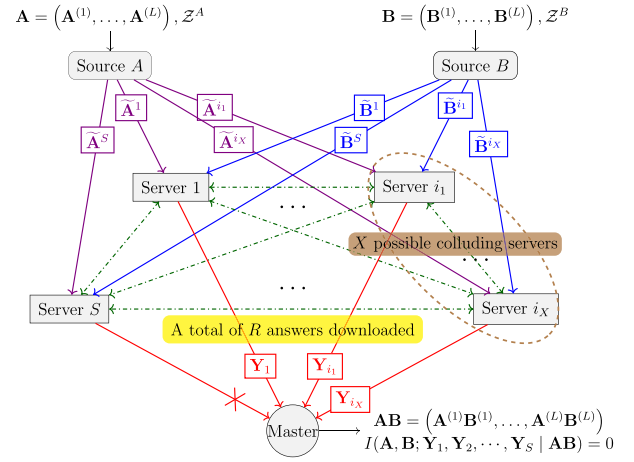 𝐀 = (𝐀^(1), . . . , 𝐀^(L)), 𝒵^A
𝐁 = (𝐁^(1), . . . , 𝐁^(L)), 𝒵^B
Source A
Source B
Ã^1
Ã^{i_1}
B̃^1
B̃^{i_1}
Ã^S
Ã^{i_X}
B̃^S
B̃^{i_X}
Server 1
Server i_1
. . .
X possible colluding servers
. . .
. . .
Server S
Server i_X
A total of R answers downloaded
𝐘_1
𝐘_{i_1}
𝐘_{i_X}
Master
𝐀𝐁 = (𝐀^(1)𝐁^(1), . . . , 𝐀^(L)𝐁^(L))
I(𝐀, 𝐁; 𝐘_1, 𝐘_2, · · · , 𝐘_S | 𝐀𝐁) = 0